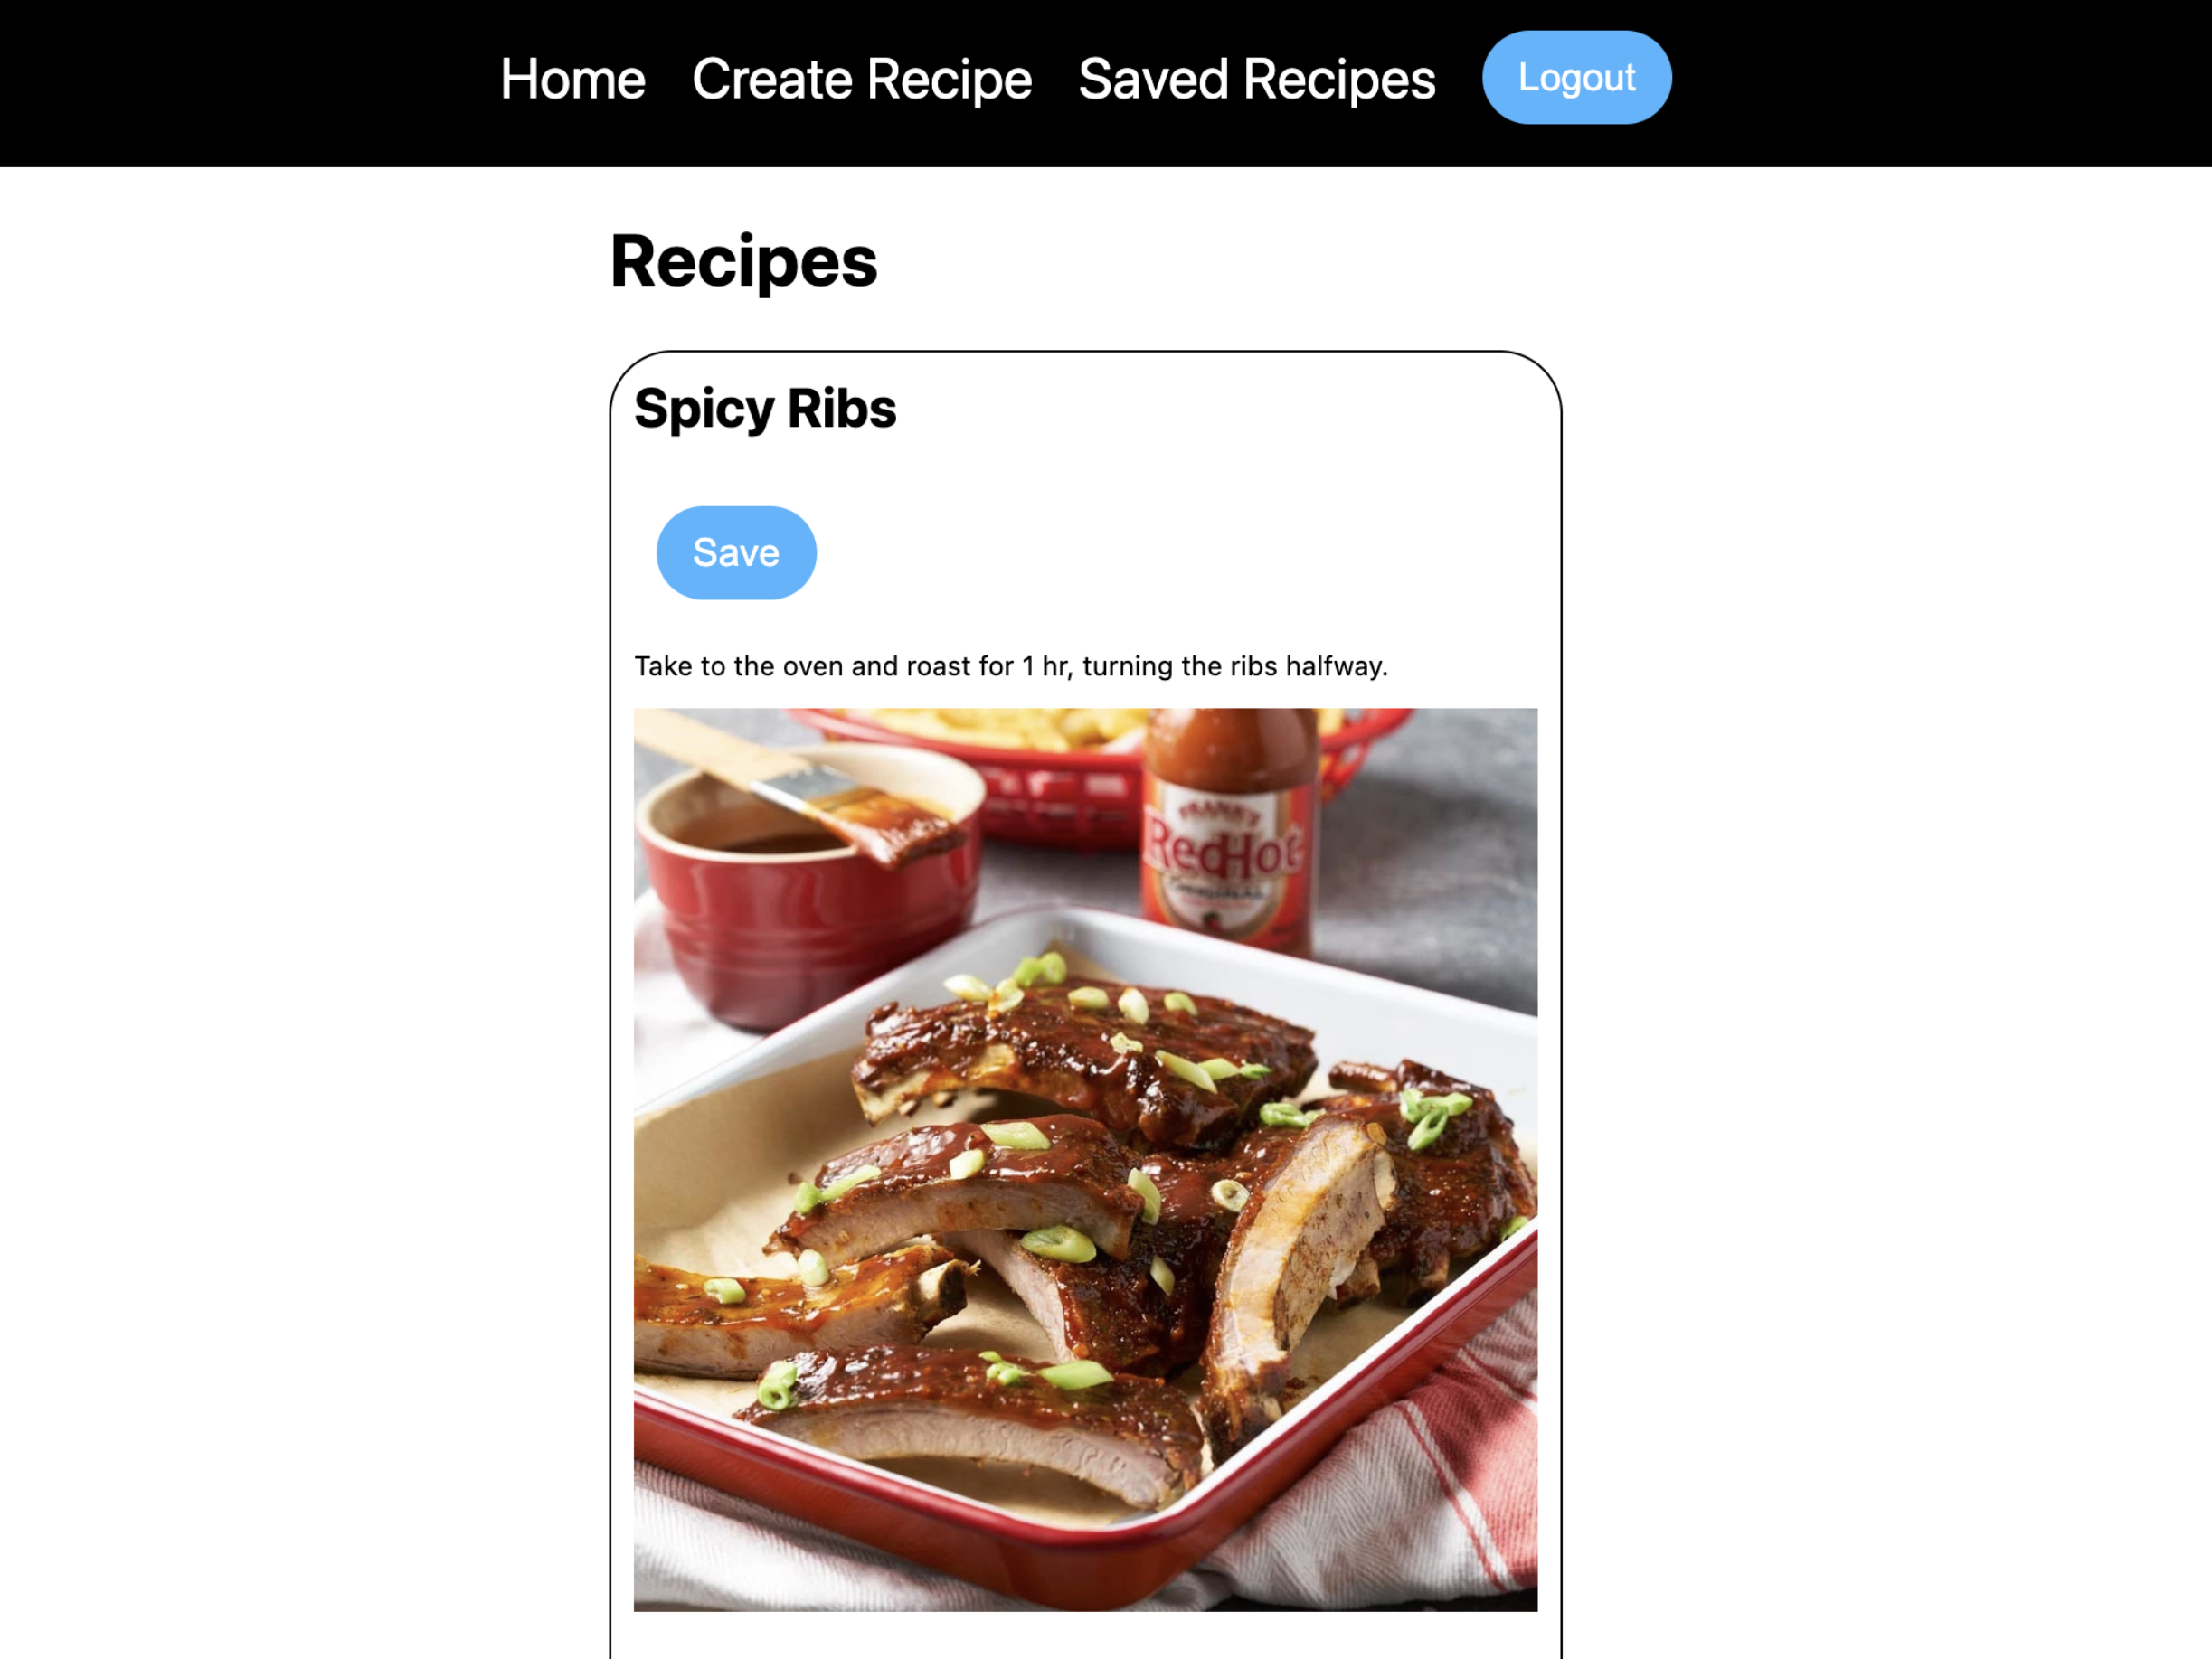 Home Create Recipe Saved Recipes Logout
Recipes
Spicy Ribs
Save
Take to the oven and roast for 1 hr, turning the ribs halfway.
FRANK'S
RedHot